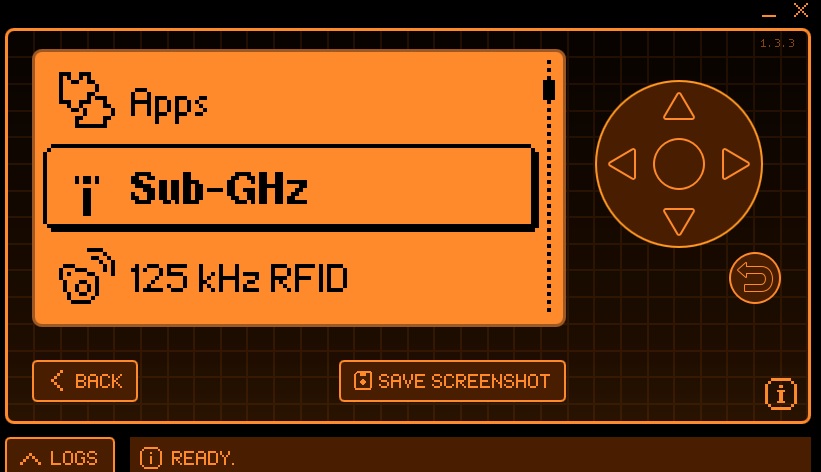 1.3.3
Apps
Sub-GHz
125 kHz RFID
BACK
SAVE SCREENSHOT
LOGS
READY.